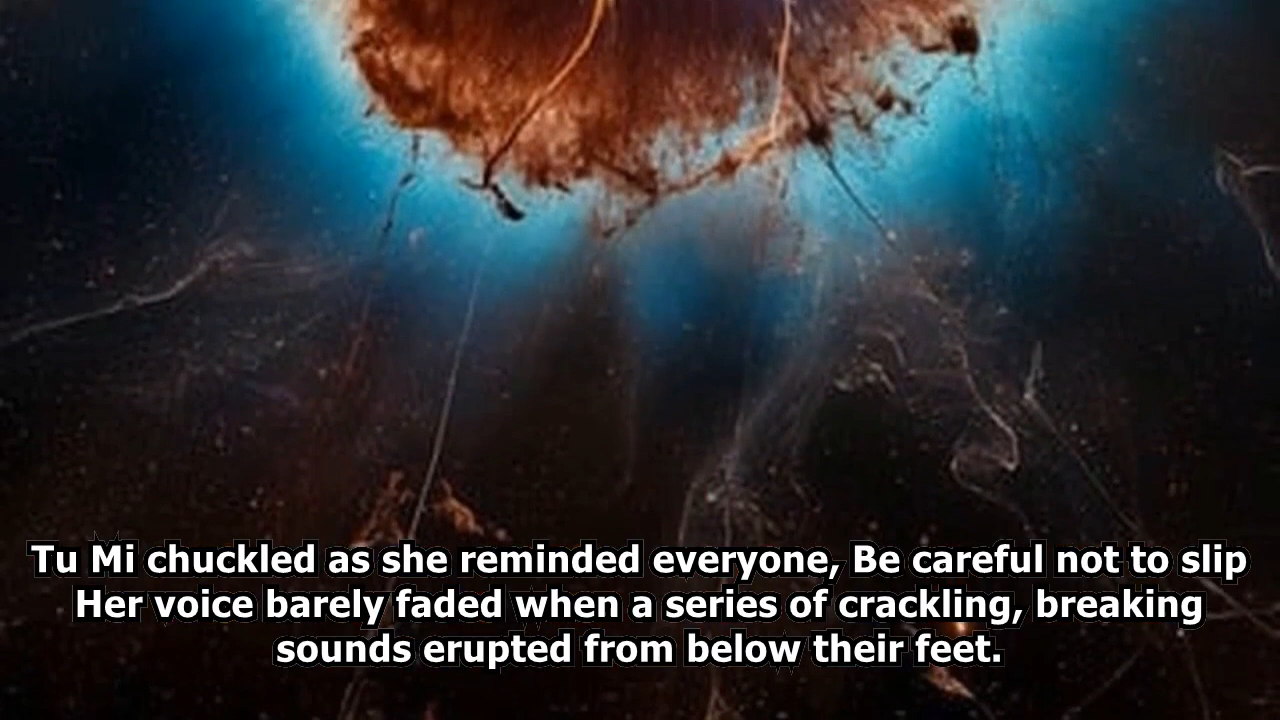 Tu Mi chuckled as she reminded everyone, Be careful not to slip
Her voice barely faded when a series of crackling, breaking
sounds erupted from below their feet.